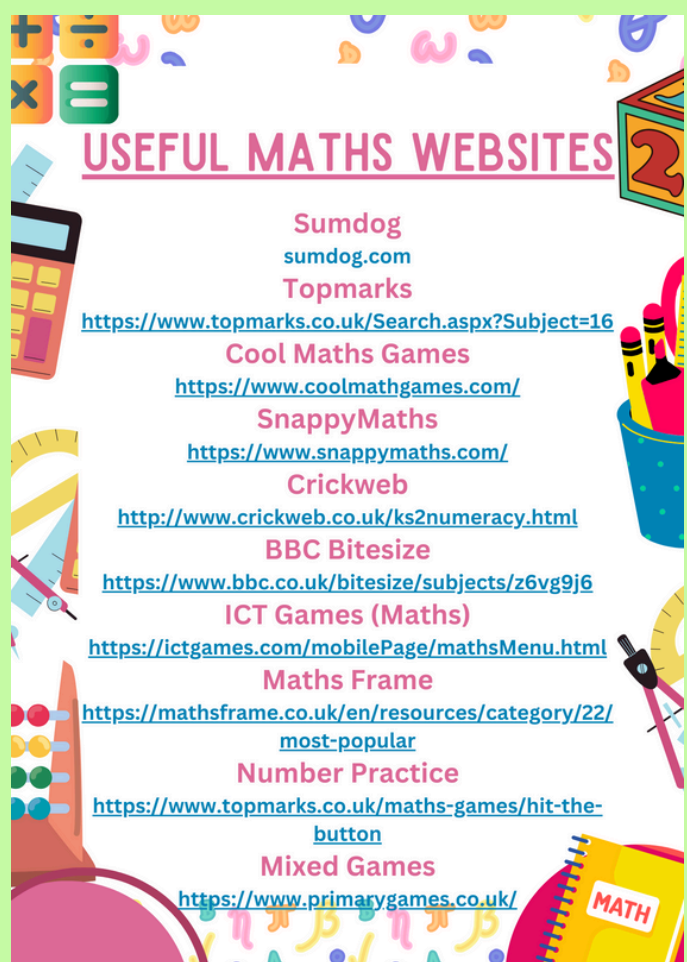 USEFUL MATHS WEBSITES
Sumdog
sumdog.com
Topmarks
https://www.topmarks.co.uk/Search.aspx?Subject=16
Cool Maths Games
https://www.coolmathgames.com/
SnappyMaths
https://www.snappymaths.com/
Crickweb
http://www.crickweb.co.uk/ks2numeracy.html
BBC Bitesize
https://www.bbc.co.uk/bitesize/subjects/z6vg9j6
ICT Games (Maths)
https://ictgames.com/mobilePage/mathsMenu.html
Maths Frame
https://mathsframe.co.uk/en/resources/category/22/
most-popular
Number Practice
https://www.topmarks.co.uk/maths-games/hit-the-
button
Mixed Games
https://www.primarygames.co.uk/
2
MATH